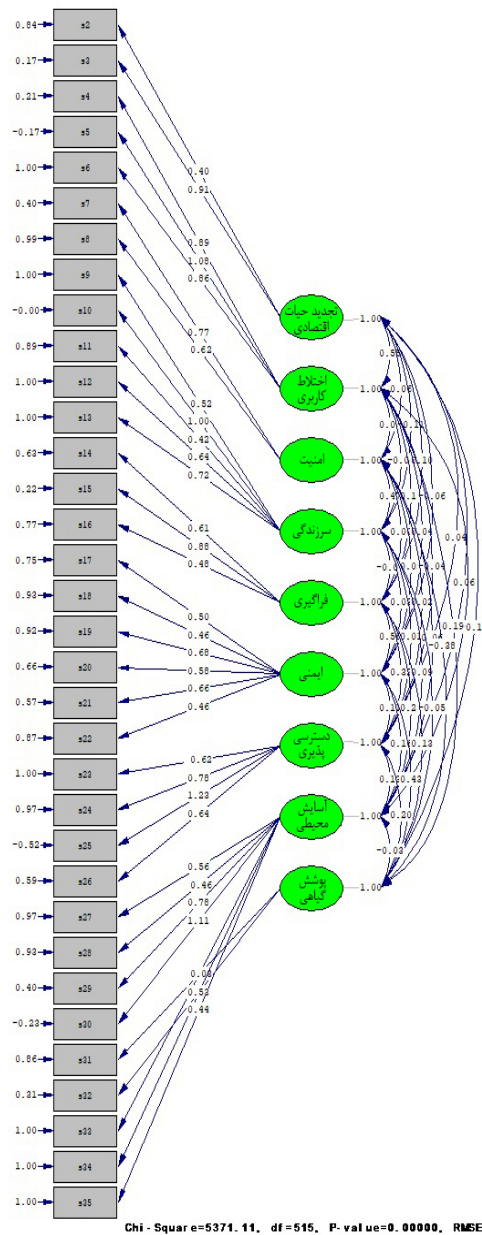 0.84 s2
0.17 s3
0.21 s4
-0.17 s5
1.00 s6
0.40 s7
0.99 s8
1.00 s9
-0.00 s10
0.89 s11
1.00 s12
1.00 s13
0.63 s14
0.22 s15
0.77 s16
0.75 s17
0.93 s18
0.92 s19
0.66 s20
0.57 s21
0.87 s22
1.00 s23
0.97 s24
-0.52 s25
0.59 s26
0.97 s27
0.93 s28
0.40 s29
-0.23 s30
0.86 s31
0.31 s32
1.00 s33
1.00 s34
1.00 s35
0.40
0.91
0.89
1.08
0.86
0.77
0.62
0.52
1.00
0.42
0.64
0.72
0.61
0.88
0.48
0.50
0.46
0.68
0.58
0.66
0.46
0.62
0.78
1.23
0.64
0.56
0.46
0.78
1.11
0.03
0.53
0.44
تجدید حیات
اقتصادی
1.00
اختلاط
کاربری
1.00
امنیت
1.00
سرزندگی
1.00
فراگیری
1.00
ایمنی
1.00
دسترسی
پذیری
1.00
آسایش
محیطی
1.00
پوشش
گیاهی
1.00
0.04
0.06
0.19
-0.38
0.13
0.43
0.20
-0.03
Chi-Square=5371.11, df=515, P-value=0.00000, RMSE